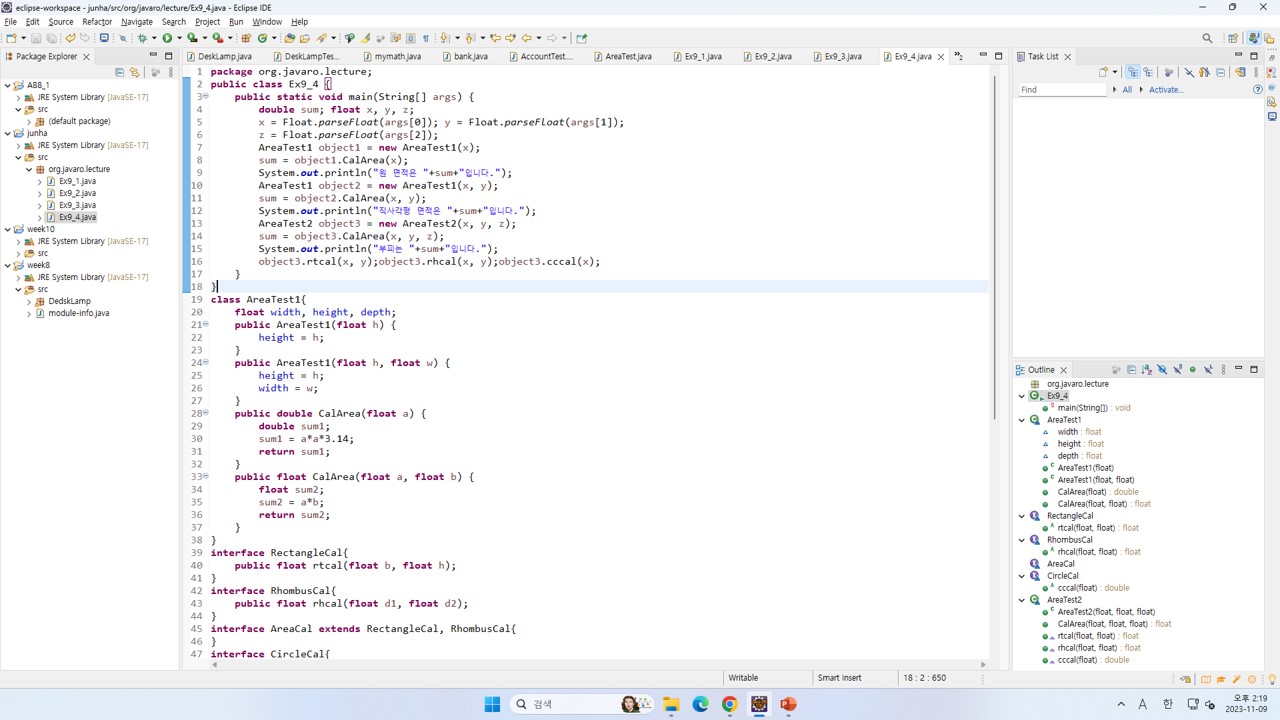 eclipse-workspace - junha/src/org/javaro/lecture/Ex9_4.java - Eclipse IDE
File Edit Source Refactor Navigate Search Project Run Window Help
Package Explorer
DeskLamp.java DeskLampTes... mymath.java bank.java AccountTest.... AreaTest.java Ex9_1.java Ex9_2.java Ex9_3.java Ex9_4.java
Task List
A88_1
JRE System Library [JavaSE-17]
src
(default package)
junha
JRE System Library [JavaSE-17]
src
org.javaro.lecture
Ex9_1.java
Ex9_2.java
Ex9_3.java
Ex9_4.java
week10
JRE System Library [JavaSE-17]
src
week8
JRE System Library [JavaSE-17]
src
DedskLamp
module-info.java
1 package org.javaro.lecture;
2 public class Ex9_4 {
3 public static void main(String[] args) {
4 double sum; float x, y, z;
5 x = Float.parseFloat(args[0]); y = Float.parseFloat(args[1]);
6 z = Float.parseFloat(args[2]);
7 AreaTest1 object1 = new AreaTest1(x);
8 sum = object1.CalArea(x);
9 System.out.println("원 면적은 "+sum+"입니다.");
10 AreaTest1 object2 = new AreaTest1(x, y);
11 sum = object2.CalArea(x, y);
12 System.out.println("직사각형 면적은 "+sum+"입니다.");
13 AreaTest2 object3 = new AreaTest2(x, y, z);
14 sum = object3.CalArea(x, y, z);
15 System.out.println("부피는 "+sum+"입니다.");
16 object3.rtcal(x, y);object3.rhcal(x, y);object3.cccal(x);
17 }
18 }
19 class AreaTest1{
20 float width, height, depth;
21 public AreaTest1(float h) {
22 height = h;
23 }
24 public AreaTest1(float h, float w) {
25 height = h;
26 width = w;
27 }
28 public double CalArea(float a) {
29 double sum1;
30 sum1 = a*a*3.14;
31 return sum1;
32 }
33 public float CalArea(float a, float b) {
34 float sum2;
35 sum2 = a*b;
36 return sum2;
37 }
38 }
39 interface RectangleCal{
40 public float rtcal(float b, float h);
41 }
42 interface RhombusCal{
43 public float rhcal(float d1, float d2);
44 }
45 interface AreaCal extends RectangleCal, RhombusCal{
46 }
47 interface CircleCal{
Find All Activate...
Outline
org.javaro.lecture
Ex9_4
main(String[]) : void
AreaTest1
width : float
height : float
depth : float
AreaTest1(float)
AreaTest1(float, float)
CalArea(float) : double
CalArea(float, float) : float
RectangleCal
rtcal(float, float) : float
RhombusCal
rhcal(float, float) : float
AreaCal
CircleCal
cccal(float) : double
AreaTest2
AreaTest2(float, float, float)
CalArea(float, float, float) : float
rtcal(float, float) : float
rhcal(float, float) : float
cccal(float) : double
Writable Smart Insert 18 : 2 : 650
검색
A 한 오후 2:19
2023-11-09